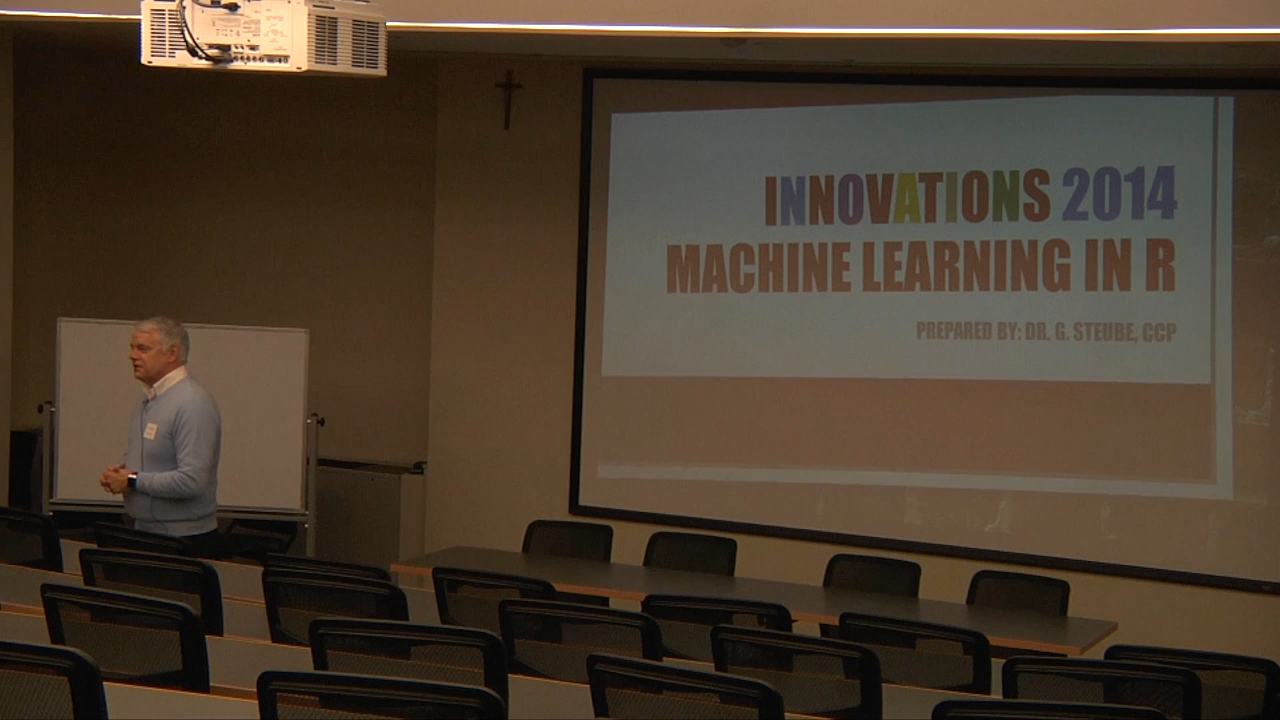 INNOVATIONS 2014
MACHINE LEARNING IN R
PREPARED BY: DR. G. STEUBE, CCP